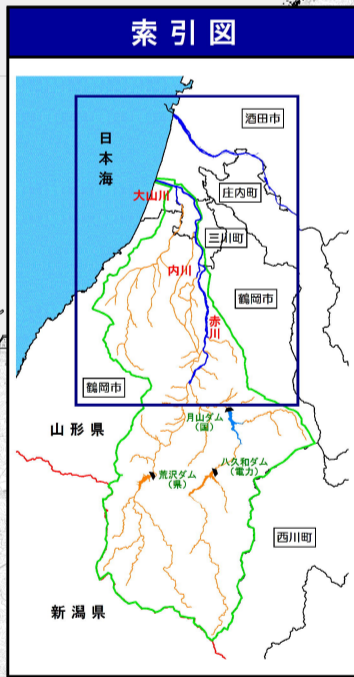 索引図
酒田市
日本海
庄内町
大山川
三川町
内川
鶴岡市
赤川
鶴岡市
月山ダム
(国)
山形県
八久和ダム
(電力)
荒沢ダム
(県)
西川町
新潟県